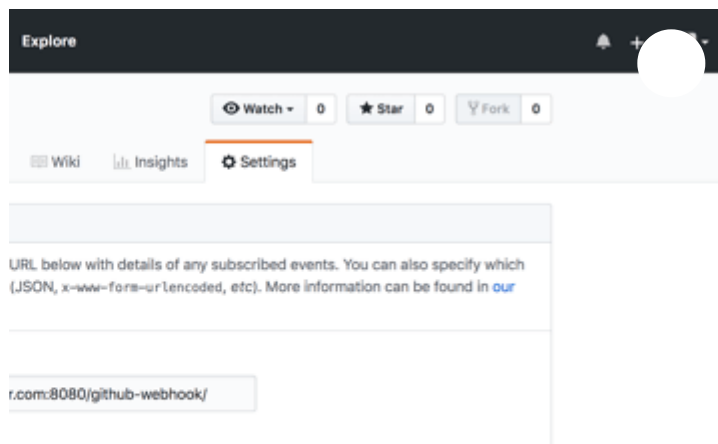 Explore
Watch 0 Star 0 Fork 0
Wiki Insights Settings
URL below with details of any subscribed events. You can also specify which
(JSON, x-www-form-urlencoded, etc). More information can be found in our
r.com:8080/github-webhook/